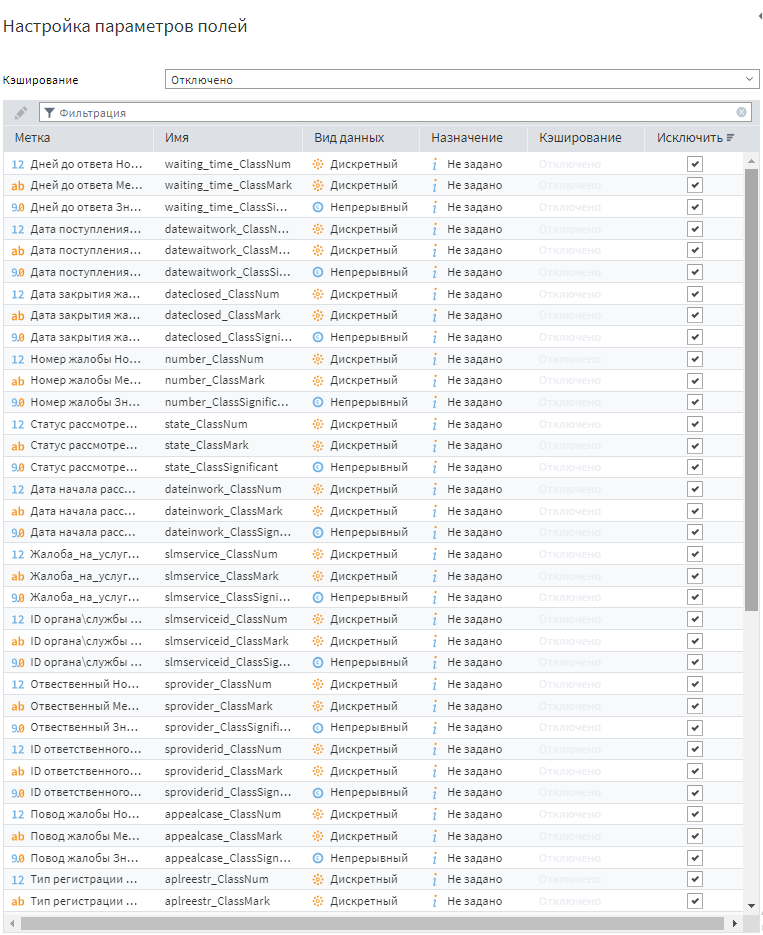 Настройка параметров полей
Кэширование Отключено
Фильтрация
Метка Имя Вид данных Назначение Кэширование Исключить
12 Дней до ответа Но... waiting_time_ClassNum Дискретный Не задано Отключено
ab Дней до ответа Ме... waiting_time_ClassMark Дискретный Не задано Отключено
9.0 Дней до ответа Зн... waiting_time_ClassSi... Непрерывный Не задано Отключено
12 Дата поступления... datewaitwork_ClassN... Дискретный Не задано Отключено
ab Дата поступления... datewaitwork_ClassM... Дискретный Не задано Отключено
9.0 Дата поступления... datewaitwork_ClassSi... Непрерывный Не задано Отключено
12 Дата закрытия жа... dateclosed_ClassNum Дискретный Не задано Отключено
ab Дата закрытия жа... dateclosed_ClassMark Дискретный Не задано Отключено
9.0 Дата закрытия жа... dateclosed_ClassSigni... Непрерывный Не задано Отключено
12 Номер жалобы Но... number_ClassNum Дискретный Не задано Отключено
ab Номер жалобы Ме... number_ClassMark Дискретный Не задано Отключено
9.0 Номер жалобы Зн... number_ClassSignific... Непрерывный Не задано Отключено
12 Статус рассмотре... state_ClassNum Дискретный Не задано Отключено
ab Статус рассмотре... state_ClassMark Дискретный Не задано Отключено
9.0 Статус рассмотре... state_ClassSignificant Непрерывный Не задано Отключено
12 Дата начала расс... dateinwork_ClassNum Дискретный Не задано Отключено
ab Дата начала расс... dateinwork_ClassMark Дискретный Не задано Отключено
9.0 Дата начала расс... dateinwork_ClassSign... Непрерывный Не задано Отключено
12 Жалоба_на_услуг... slmservice_ClassNum Дискретный Не задано Отключено
ab Жалоба_на_услуг... slmservice_ClassMark Дискретный Не задано Отключено
9.0 Жалоба_на_услуг... slmservice_ClassSigni... Непрерывный Не задано Отключено
12 ID органа\службы ... slmserviceid_ClassNum Дискретный Не задано Отключено
ab ID органа\службы ... slmserviceid_ClassMark Дискретный Не задано Отключено
9.0 ID органа\службы ... slmserviceid_ClassSig... Непрерывный Не задано Отключено
12 Отвественный Но... sprovider_ClassNum Дискретный Не задано Отключено
ab Отвественный Ме... sprovider_ClassMark Дискретный Не задано Отключено
9.0 Отвественный Зн... sprovider_ClassSignifi... Непрерывный Не задано Отключено
12 ID ответственного... sproviderid_ClassNum Дискретный Не задано Отключено
ab ID ответственного... sproviderid_ClassMark Дискретный Не задано Отключено
9.0 ID ответственного... sproviderid_ClassSign... Непрерывный Не задано Отключено
12 Повод жалобы Но... appealcase_ClassNum Дискретный Не задано Отключено
ab Повод жалобы Ме... appealcase_ClassMark Дискретный Не задано Отключено
9.0 Повод жалобы Зн... appealcase_ClassSign... Непрерывный Не задано Отключено
12 Тип регистрации ... aplreestr_ClassNum Дискретный Не задано Отключено
ab Тип регистрации ... aplreestr_ClassMark Дискретный Не задано Отключено